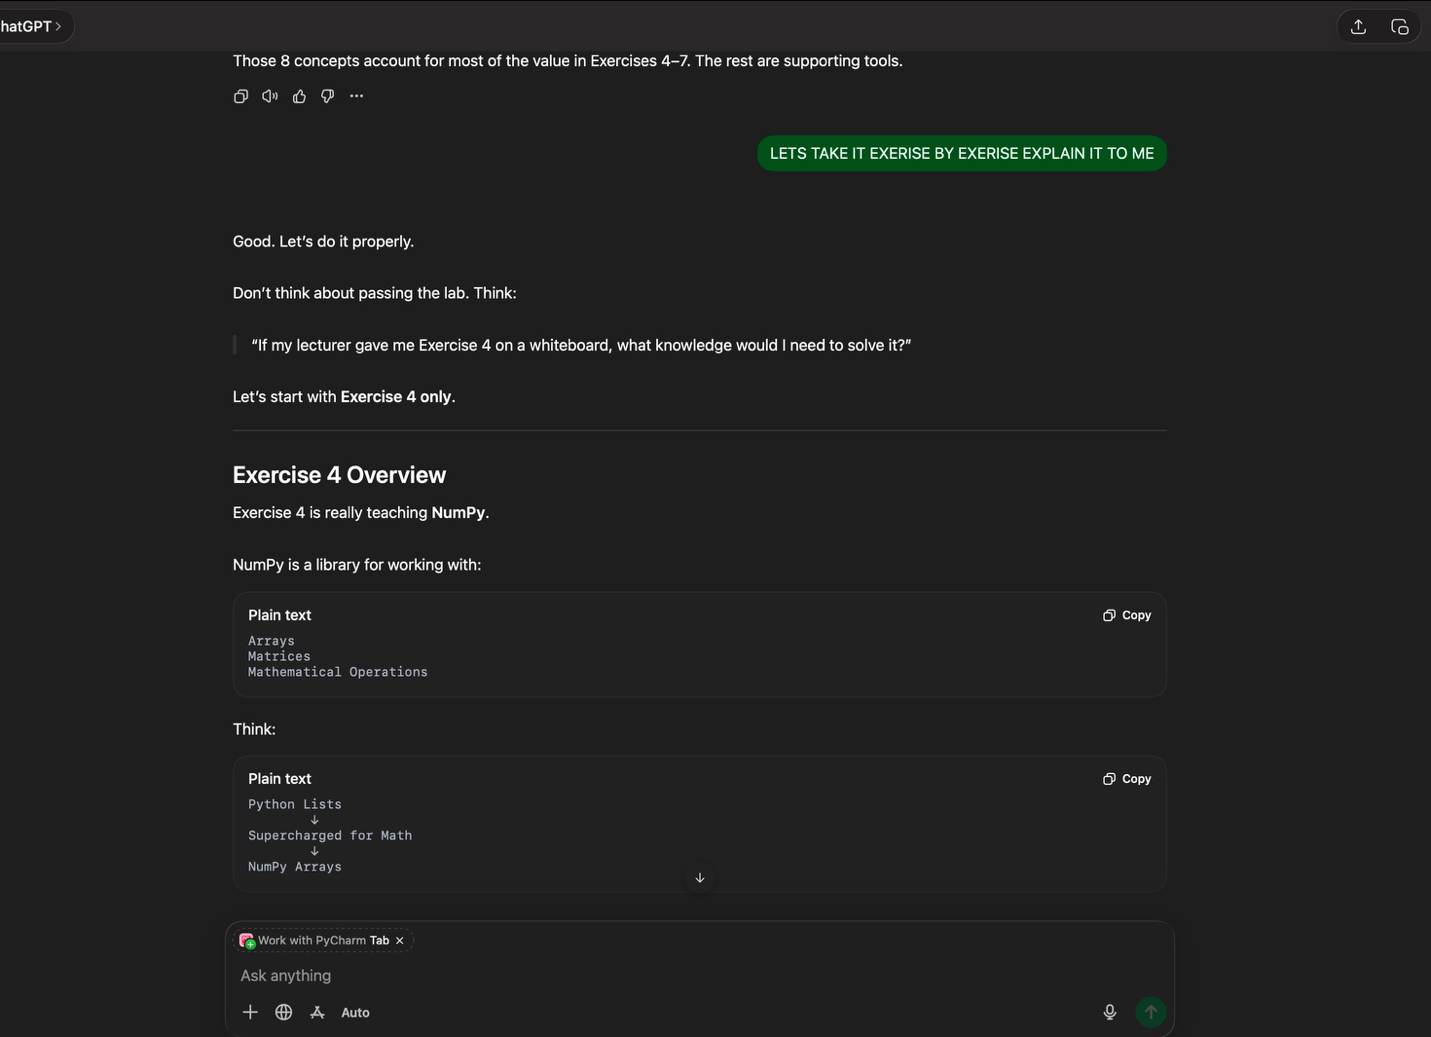 hatGPT >
Those 8 concepts account for most of the value in Exercises 4–7. The rest are supporting tools.
LETS TAKE IT EXERISE BY EXERISE EXPLAIN IT TO ME
Good. Let’s do it properly.
Don’t think about passing the lab. Think:
“If my lecturer gave me Exercise 4 on a whiteboard, what knowledge would I need to solve it?”
Let’s start with Exercise 4 only.
Exercise 4 Overview
Exercise 4 is really teaching NumPy.
NumPy is a library for working with:
Plain text
Copy
Arrays
Matrices
Mathematical Operations
Think:
Plain text
Copy
Python Lists
↓
Supercharged for Math
↓
NumPy Arrays
Work with PyCharm Tab ×
Ask anything
Auto